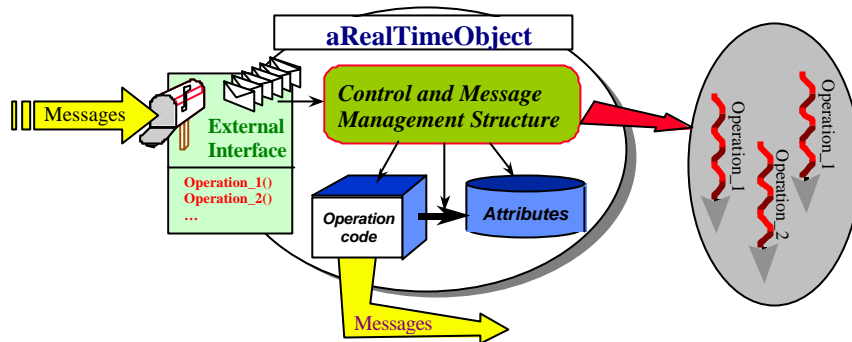 aRealTimeObject
Messages
External
Interface
Operation_1()
Operation_2()
...
Control and Message
Management Structure
Operation
code
Attributes
Messages
Operation_1
Operation_2
Operation_1